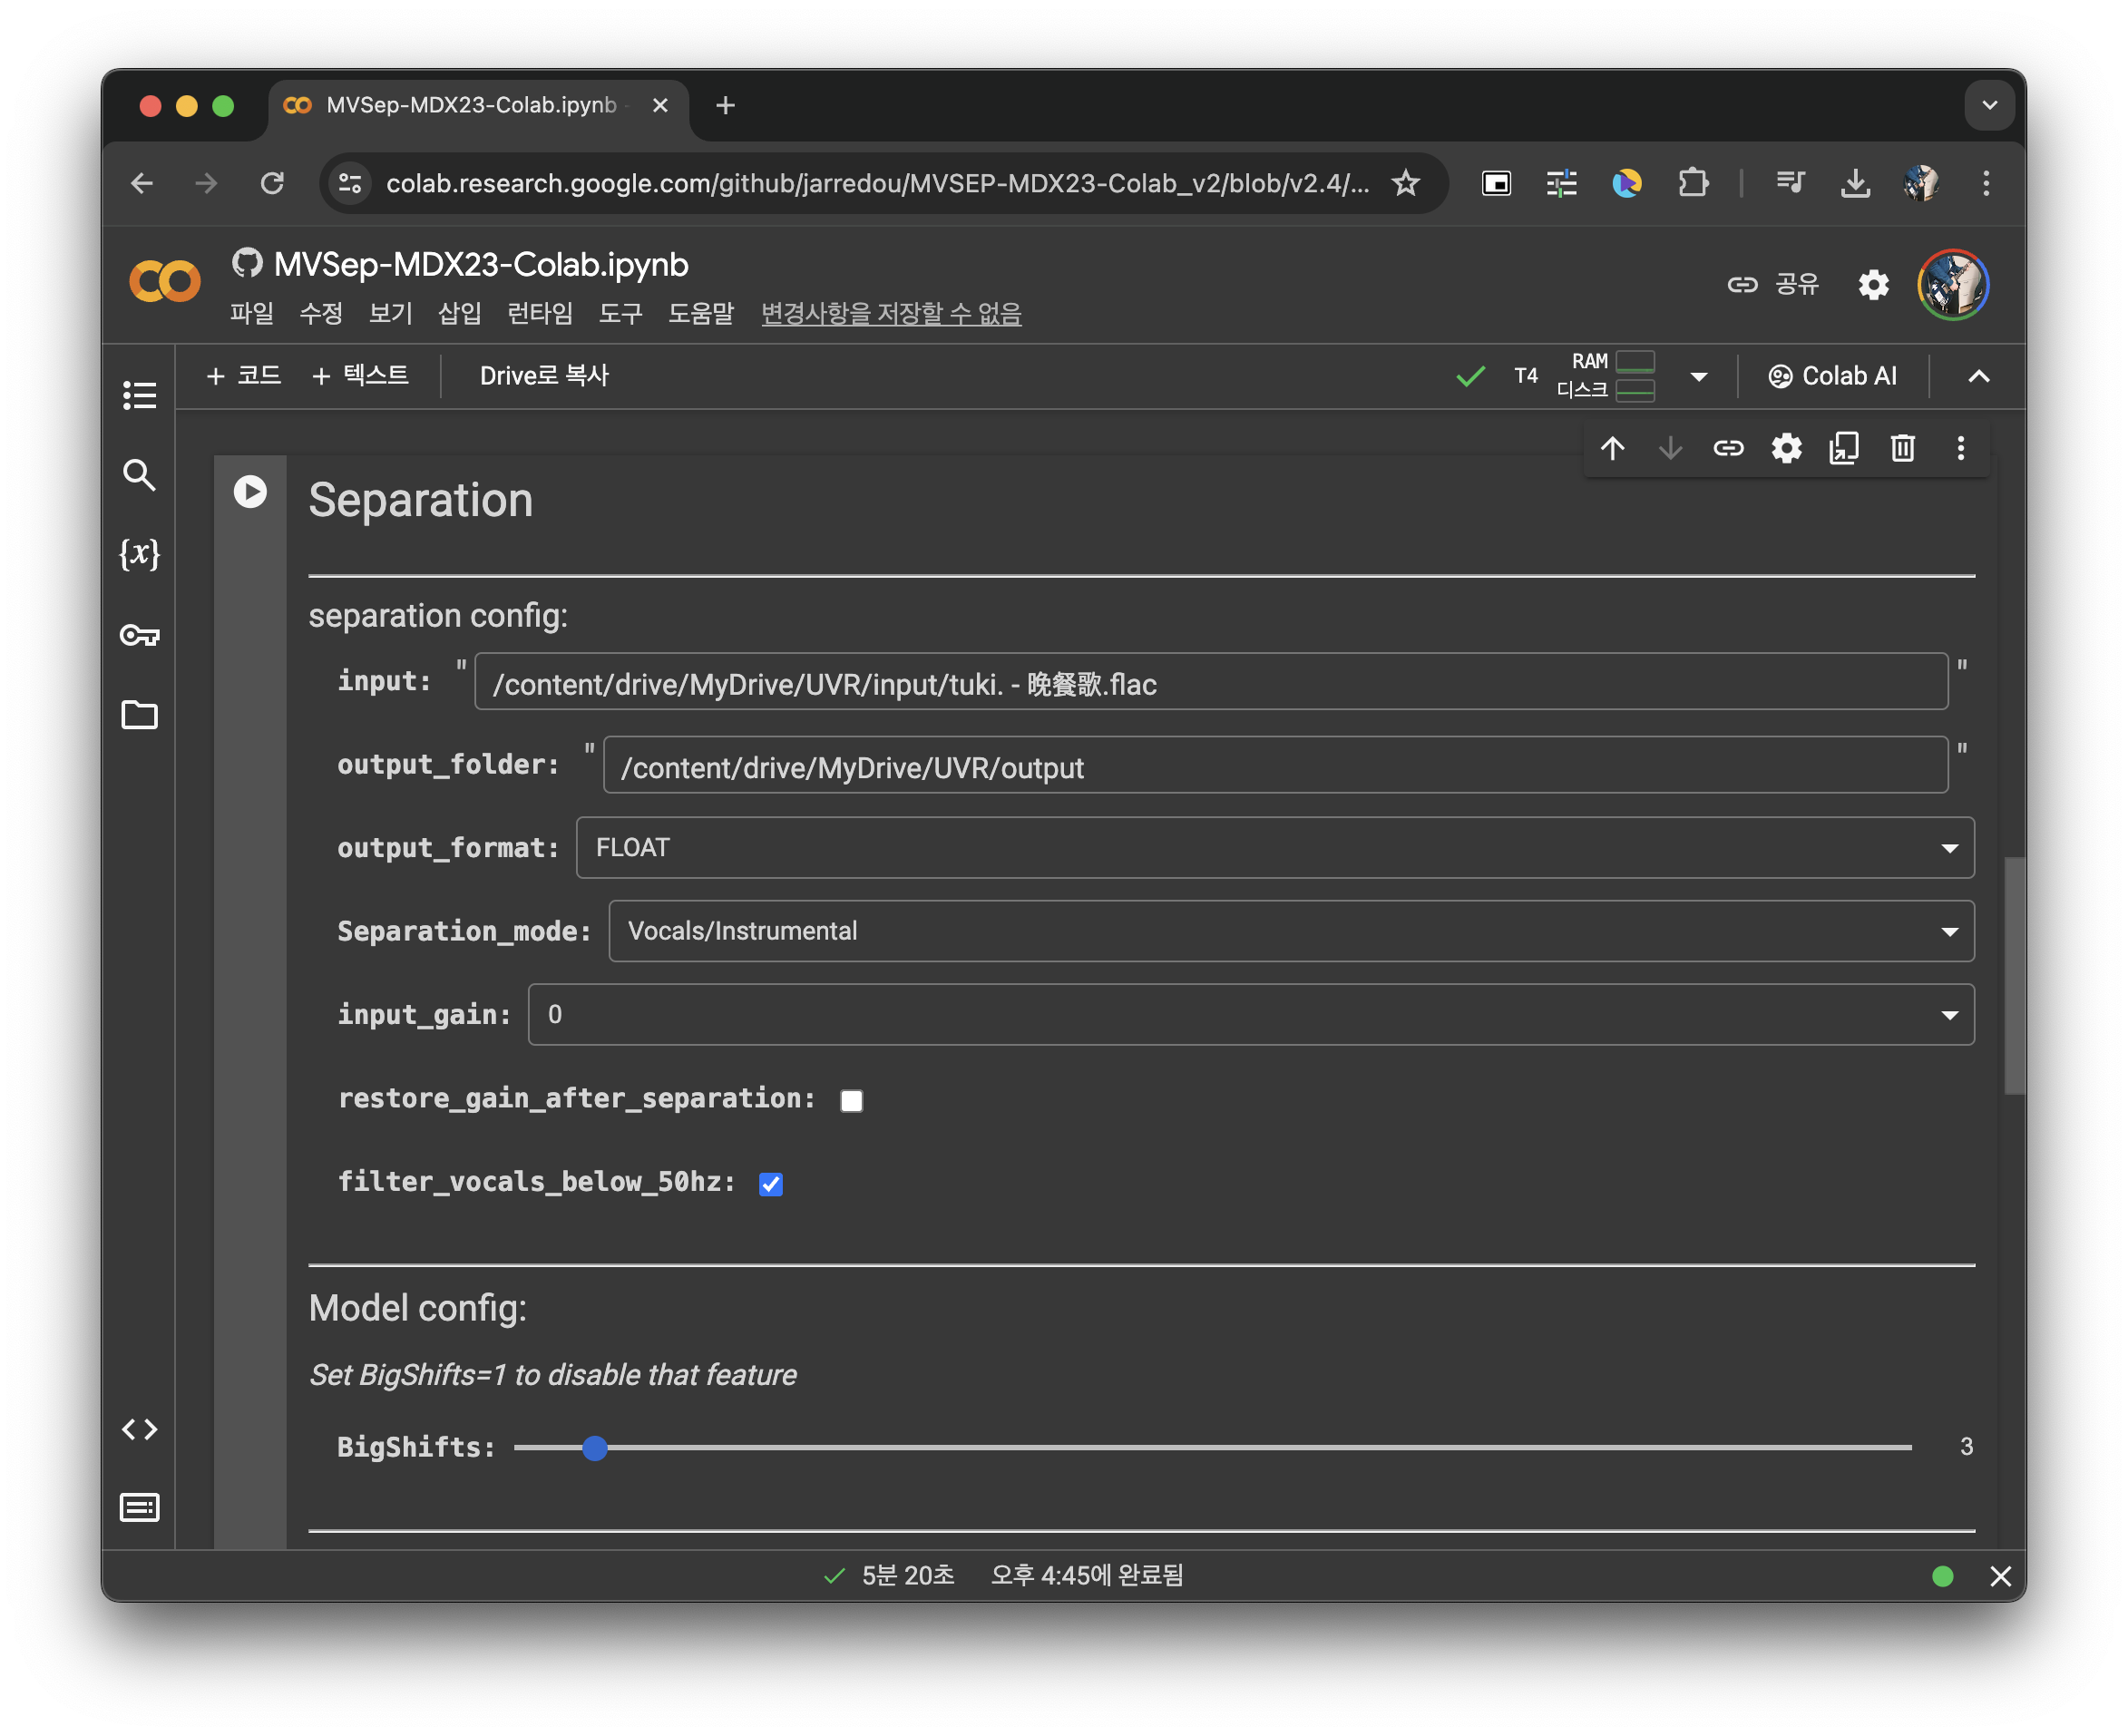 MVSep-MDX23-Colab.ipynb
colab.research.google.com/github/jarredou/MVSEP-MDX23-Colab_v2/blob/v2.4/...
MVSep-MDX23-Colab.ipynb
파일 수정 보기 삽입 런타임 도구 도움말 변경사항을 저장할 수 없음
공유
+ 코드 + 텍스트 Drive로 복사
T4
RAM
디스크
Colab AI
{x}
Separation
separation config:
input: " /content/drive/MyDrive/UVR/input/tuki. - 晩餐歌.flac "
output_folder: " /content/drive/MyDrive/UVR/output "
output_format: FLOAT
Separation_mode: Vocals/Instrumental
input_gain: 0
restore_gain_after_separation:
filter_vocals_below_50hz:
Model config:
Set BigShifts=1 to disable that feature
BigShifts: 3
5분 20초 오후 4:45에 완료됨